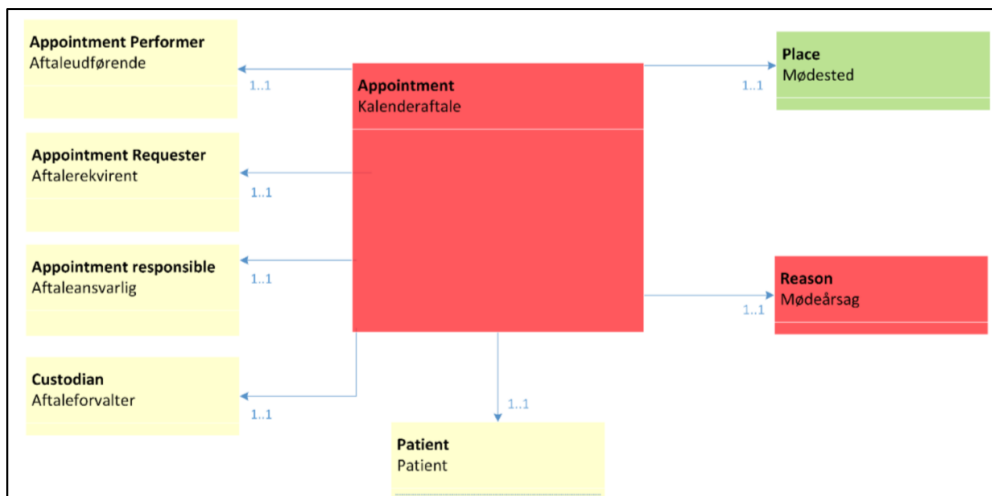 Appointment Performer
Aftaleudførende
1..1
Appointment Requester
Aftalerekvirent
1..1
Appointment responsible
Aftaleansvarlig
1..1
Custodian
Aftaleforvalter
1..1
Appointment
Kalenderaftale
1..1
Patient
Patient
Place
Mødested
1..1
Reason
Mødeårsag
1..1